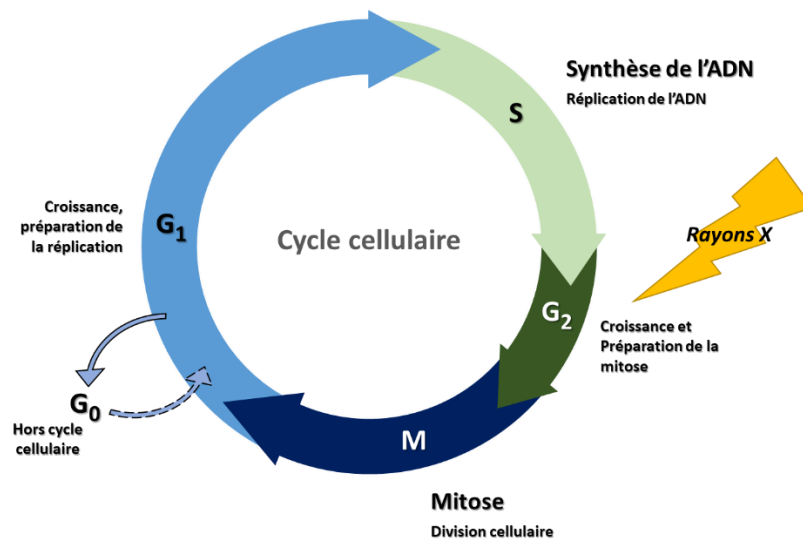 Synthèse de l'ADN
Réplication de l'ADN
S
Croissance,
préparation de
la réplication
G₁
Cycle cellulaire
Rayons X
G₂
Croissance et
Préparation de la
mitose
G₀
Hors cycle
cellulaire
M
Mitose
Division cellulaire